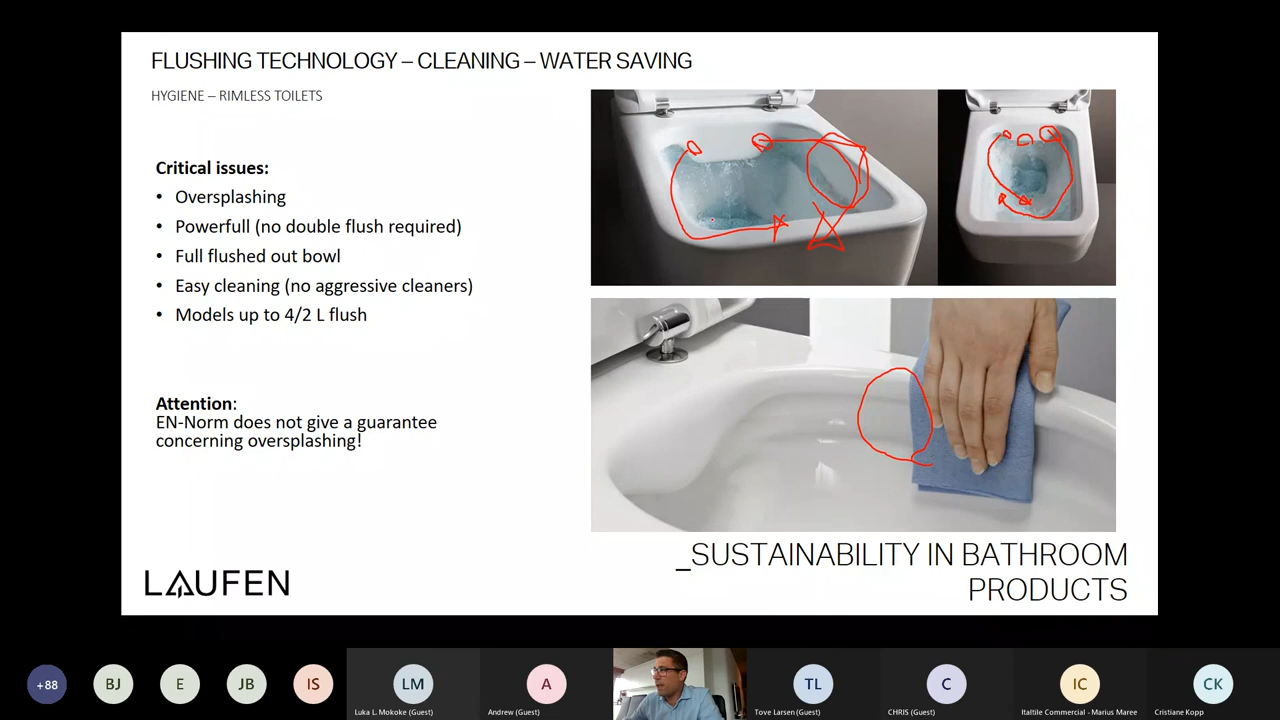 FLUSHING TECHNOLOGY – CLEANING – WATER SAVING
HYGIENE – RIMLESS TOILETS
Critical issues:
• Oversplashing
• Powerfull (no double flush required)
• Full flushed out bowl
• Easy cleaning (no aggressive cleaners)
• Models up to 4/2 L flush
Attention:
EN-Norm does not give a guarantee
concerning oversplashing!
LAUFEN
_SUSTAINABILITY IN BATHROOM
PRODUCTS
+88
BJ
E
JB
IS
LM
A
TL
C
IC
CK
Luka L. Mokoke (Guest)
Andrew (Guest)
Tove Larsen (Guest)
CHRIS (Guest)
Italtile Commercial - Marius Maree
Cristiane Kopp